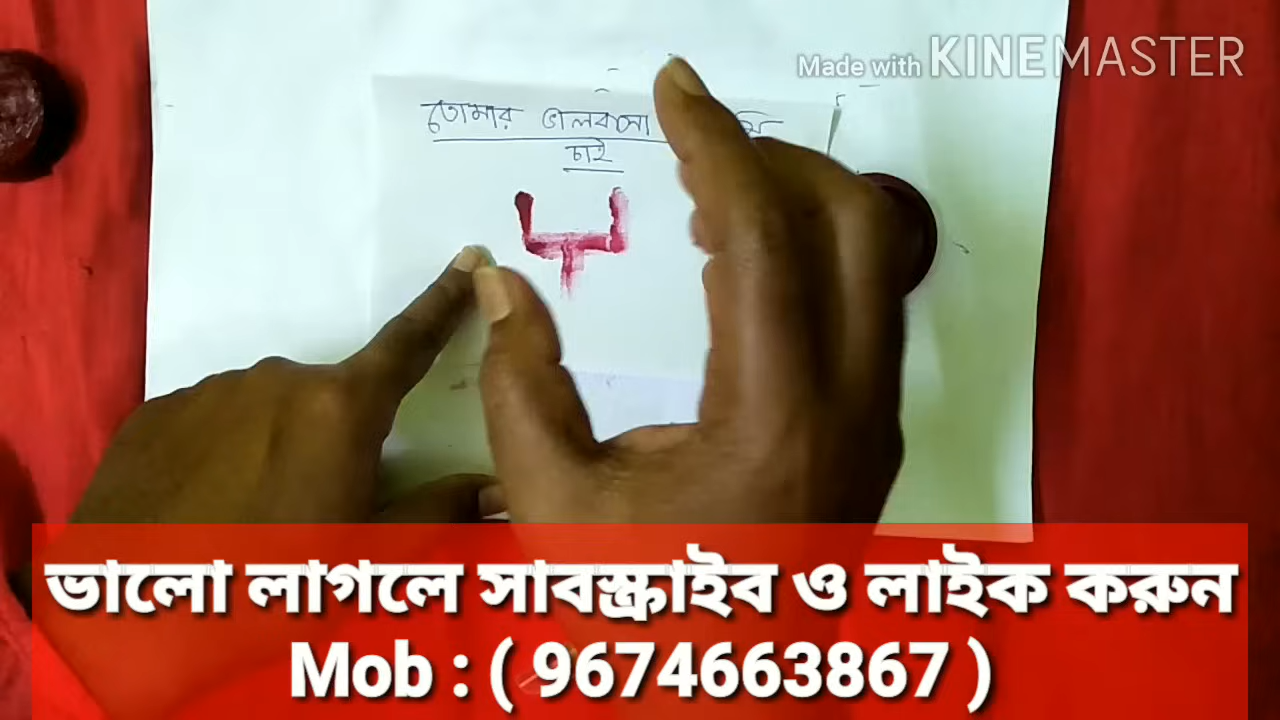 Made with KINEMASTER
তোমার ভালবাসা
চাই
ভালো লাগলে সাবস্ক্রাইব ও লাইক করুন
Mob : ( 9674663867 )